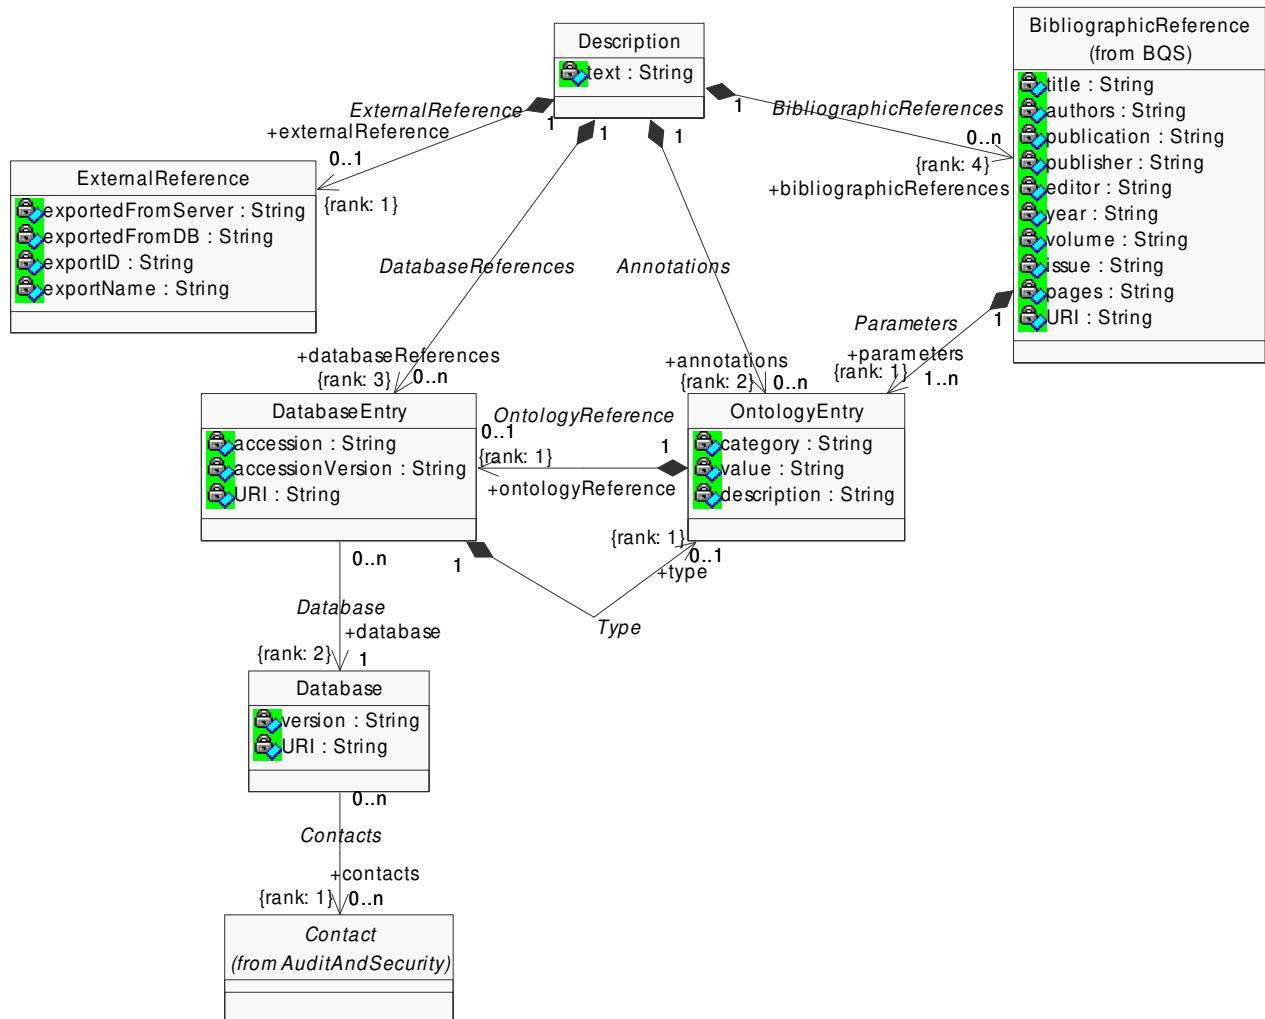 Description
text : String
BibliographicReference
(from BQS)
title : String
authors : String
publication : String
publisher : String
editor : String
year : String
volume : String
issue : String
pages : String
URI : String
ExternalReference
+externalReference
1
0..1
{rank: 1}
1
1
1
BibliographicReferences
0..n
{rank: 4}
+bibliographicReferences
ExternalReference
exportedFromServer : String
exportedFromDB : String
exportID : String
exportName : String
DatabaseReferences
Annotations
1
Parameters
+parameters
{rank: 1}
1..n
+databaseReferences
{rank: 3}
0..n
+annotations
{rank: 2}
0..n
DatabaseEntry
accession : String
accessionVersion : String
URI : String
OntologyReference
0..1
1
{rank: 1}
+ontologyReference
OntologyEntry
category : String
value : String
description : String
{rank: 1}
0..1
+type
1
Type
0..n
Database
+database
{rank: 2}
1
Database
version : String
URI : String
0..n
Contacts
+contacts
{rank: 1}
0..n
Contact
(from AuditAndSecurity)